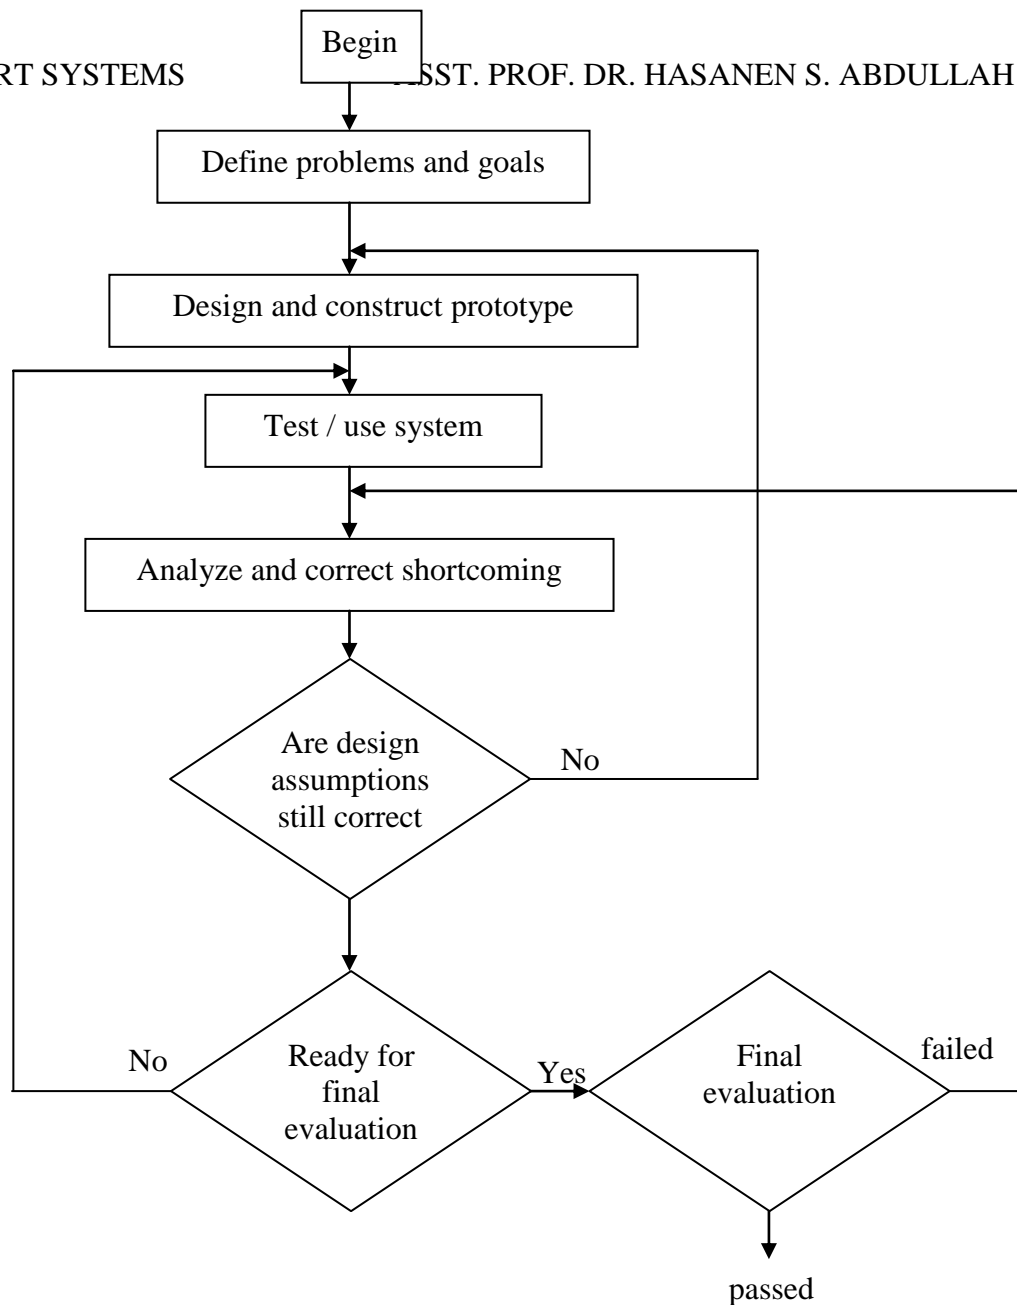 Begin
RT SYSTEMS
ASST. PROF. DR. HASANEN S. ABDULLAH
Define problems and goals
Design and construct prototype
Test / use system
Analyze and correct shortcoming
Are design
assumptions
still correct
No
Ready for
final
evaluation
No
Yes
Final
evaluation
failed
passed